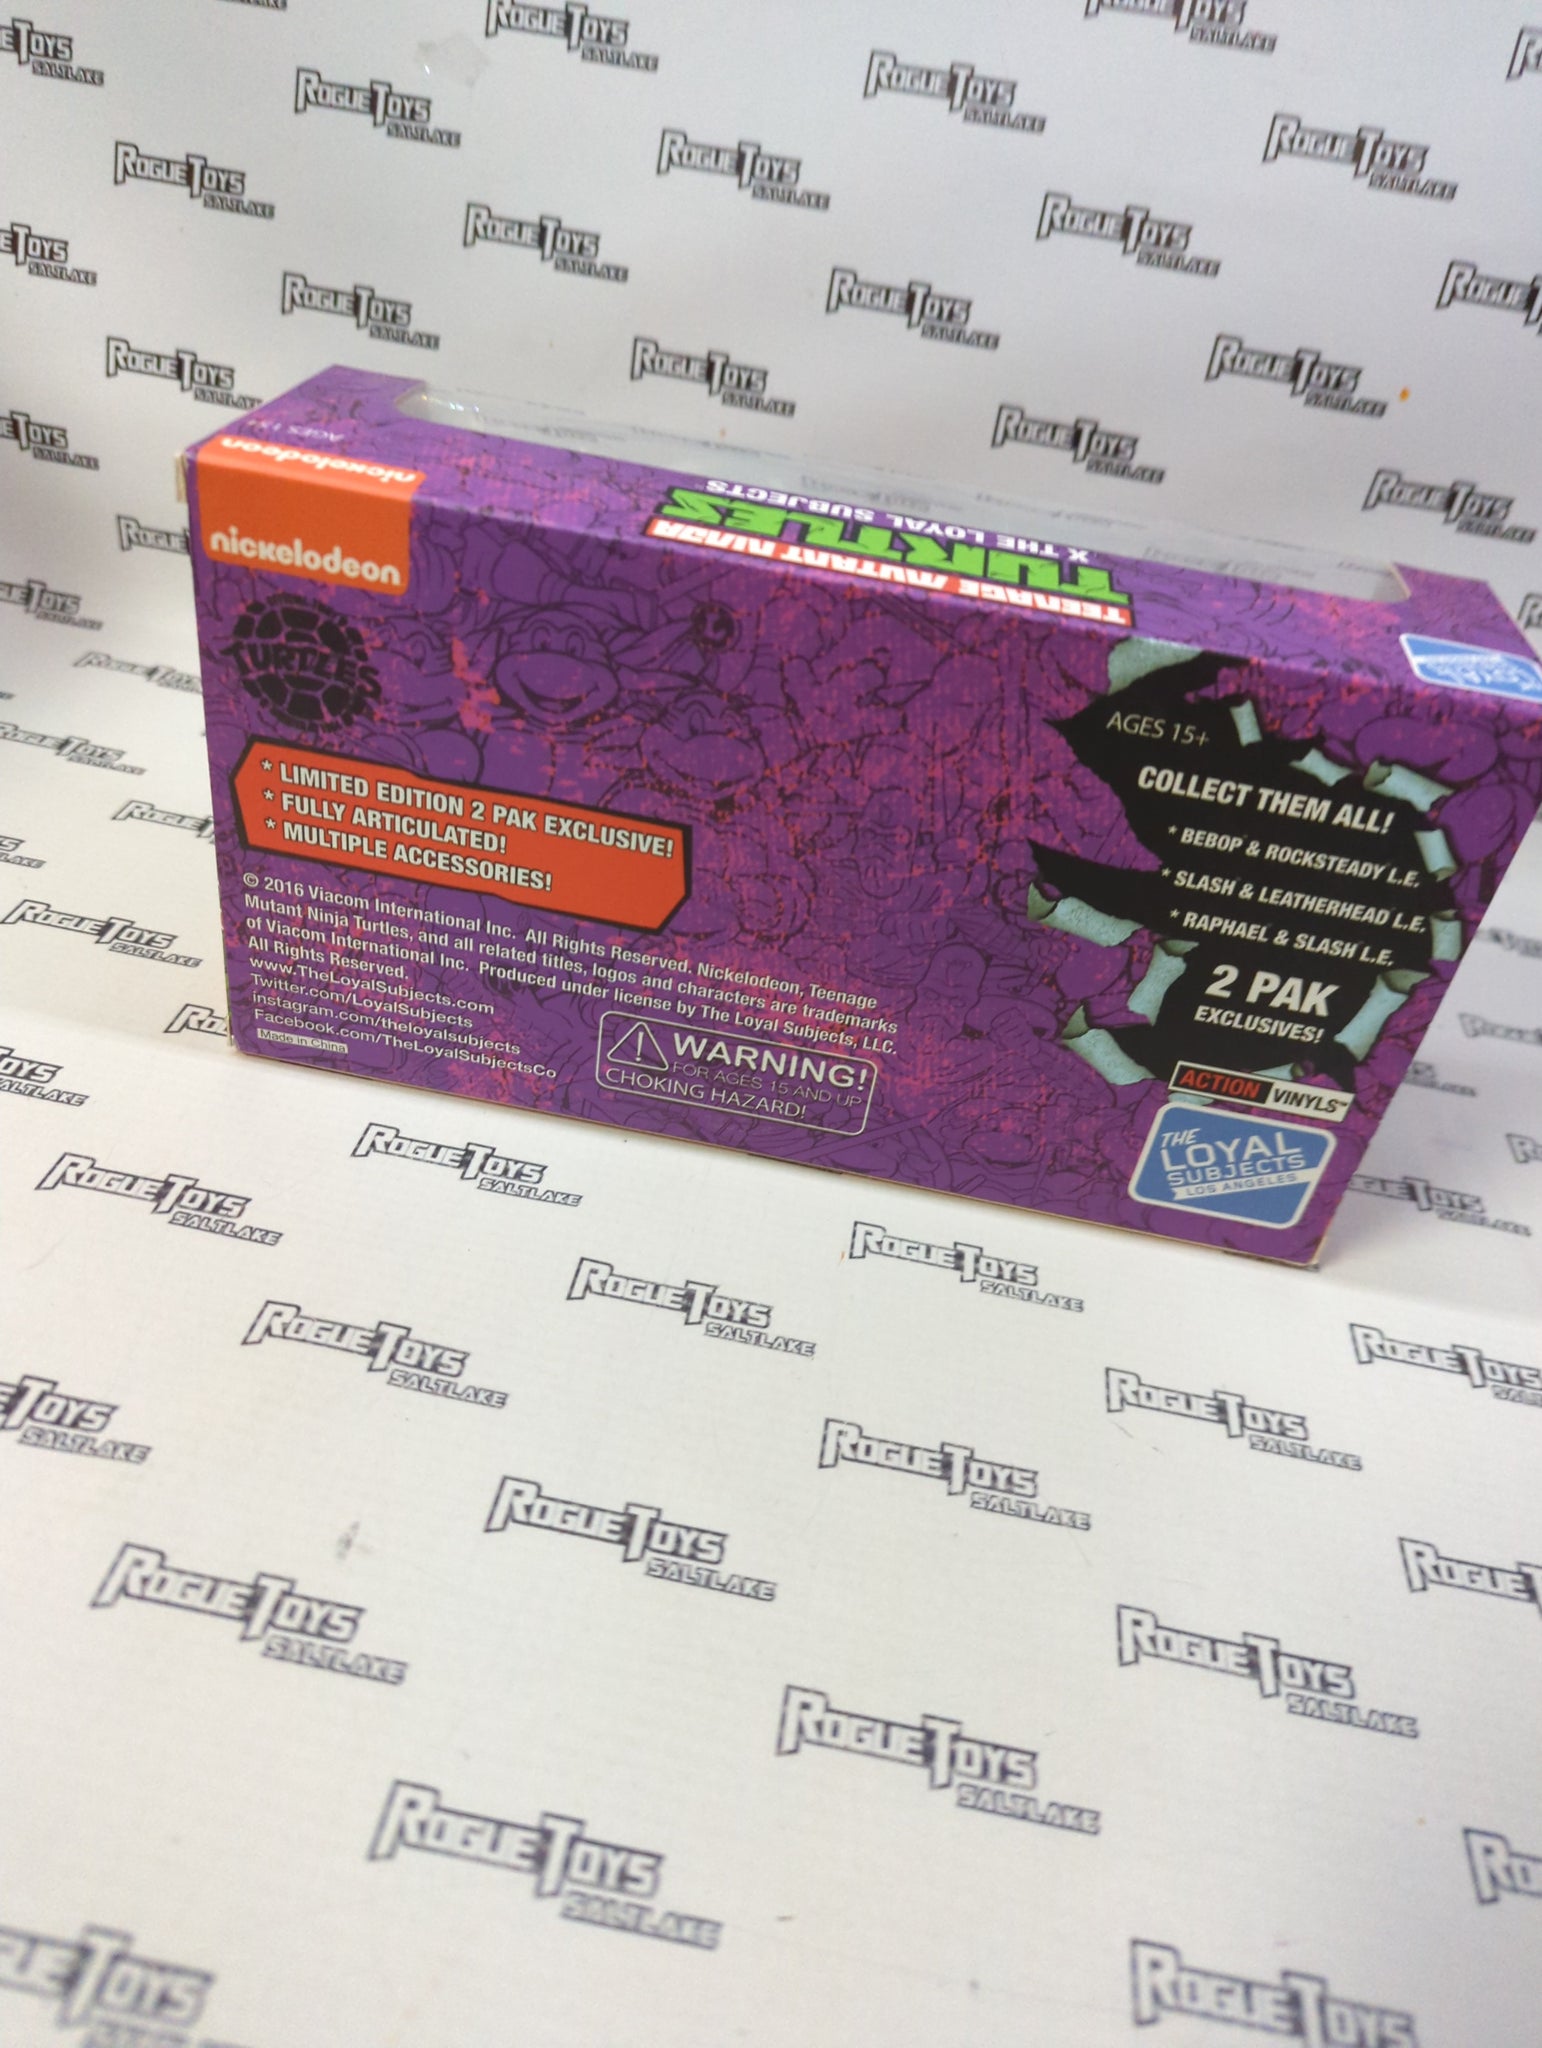 nickelodeon
TEENAGE MUTANT NINJA
TURTLES
X THE LOYAL SUBJECTS
nickelodeon
TURTLES
* LIMITED EDITION 2 PAK EXCLUSIVE!
* FULLY ARTICULATED!
* MULTIPLE ACCESSORIES!
© 2016 Viacom International Inc. All Rights Reserved. Nickelodeon, Teenage
Mutant Ninja Turtles, and all related titles, logos and characters are trademarks
of Viacom International Inc. Produced under license by The Loyal Subjects, LLC.
All Rights Reserved.
www.TheLoyalSubjects.com
Twitter.com/LoyalSubjects
instagram.com/theloyalsubjects
Facebook.com/TheLoyalSubjectsCo
Made in China
WARNING!
FOR AGES 15 AND UP
CHOKING HAZARD!
AGES 15+
COLLECT THEM ALL!
* BEBOP & ROCKSTEADY L.E.
* SLASH & LEATHERHEAD L.E.
* RAPHAEL & SLASH L.E.
2 PAK
EXCLUSIVES!
ACTION VINYLS™
THE
LOYAL
SUBJECTS
LOS ANGELES
ROGUE TOYS
SALT LAKE